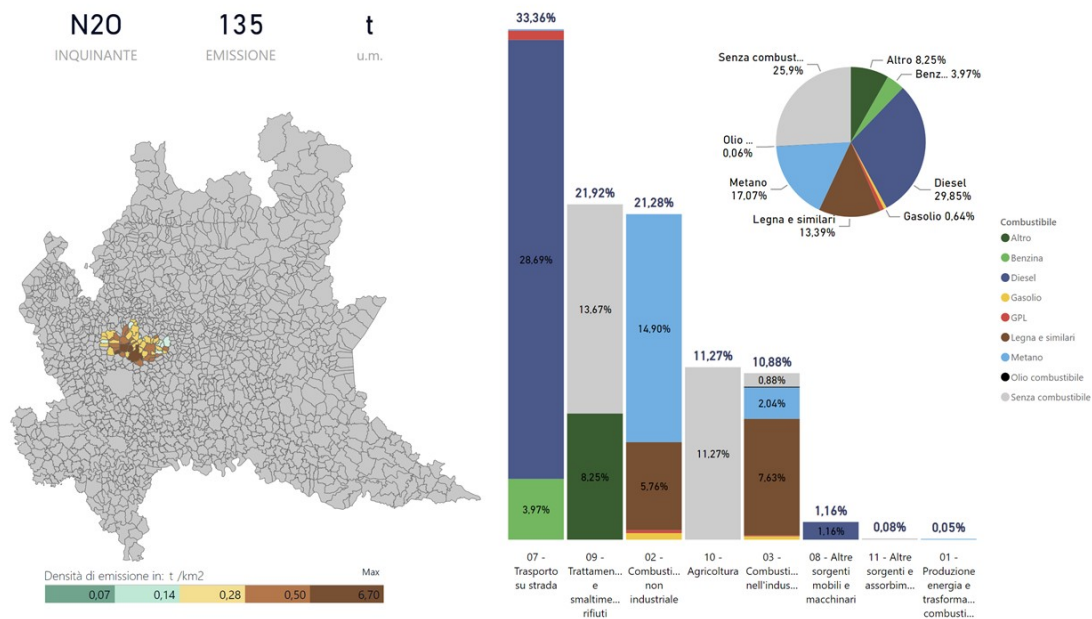 N2O
INQUINANTE
135
EMISSIONE
t
u.m.
Densità di emissione in: t /km2
Max
0,07
0,14
0,28
0,50
6,70
33,36%
28,69%
3,97%
21,92%
13,67%
8,25%
21,28%
14,90%
5,76%
11,27%
11,27%
10,88%
0,88%
2,04%
7,63%
1,16%
1,16%
0,08%
0,05%
07 -
Trasporto
su strada
09 -
Trattamen...
e
smaltime...
rifiuti
02 -
Combusti...
non
industriale
10 -
Agricoltura
03 -
Combusti...
nell'indus...
08 - Altre
sorgenti
mobili e
macchinari
11 - Altre
sorgenti e
assorbim...
01 -
Produzione
energia e
trasforma...
combusti...
Senza combust...
25,9%
Altro 8,25%
Benz... 3,97%
Olio ...
0,06%
Metano
17,07%
Legna e similari
13,39%
Gasolio 0,64%
Diesel
29,85%
Combustibile
Altro
Benzina
Diesel
Gasolio
GPL
Legna e similari
Metano
Olio combustibile
Senza combustibile